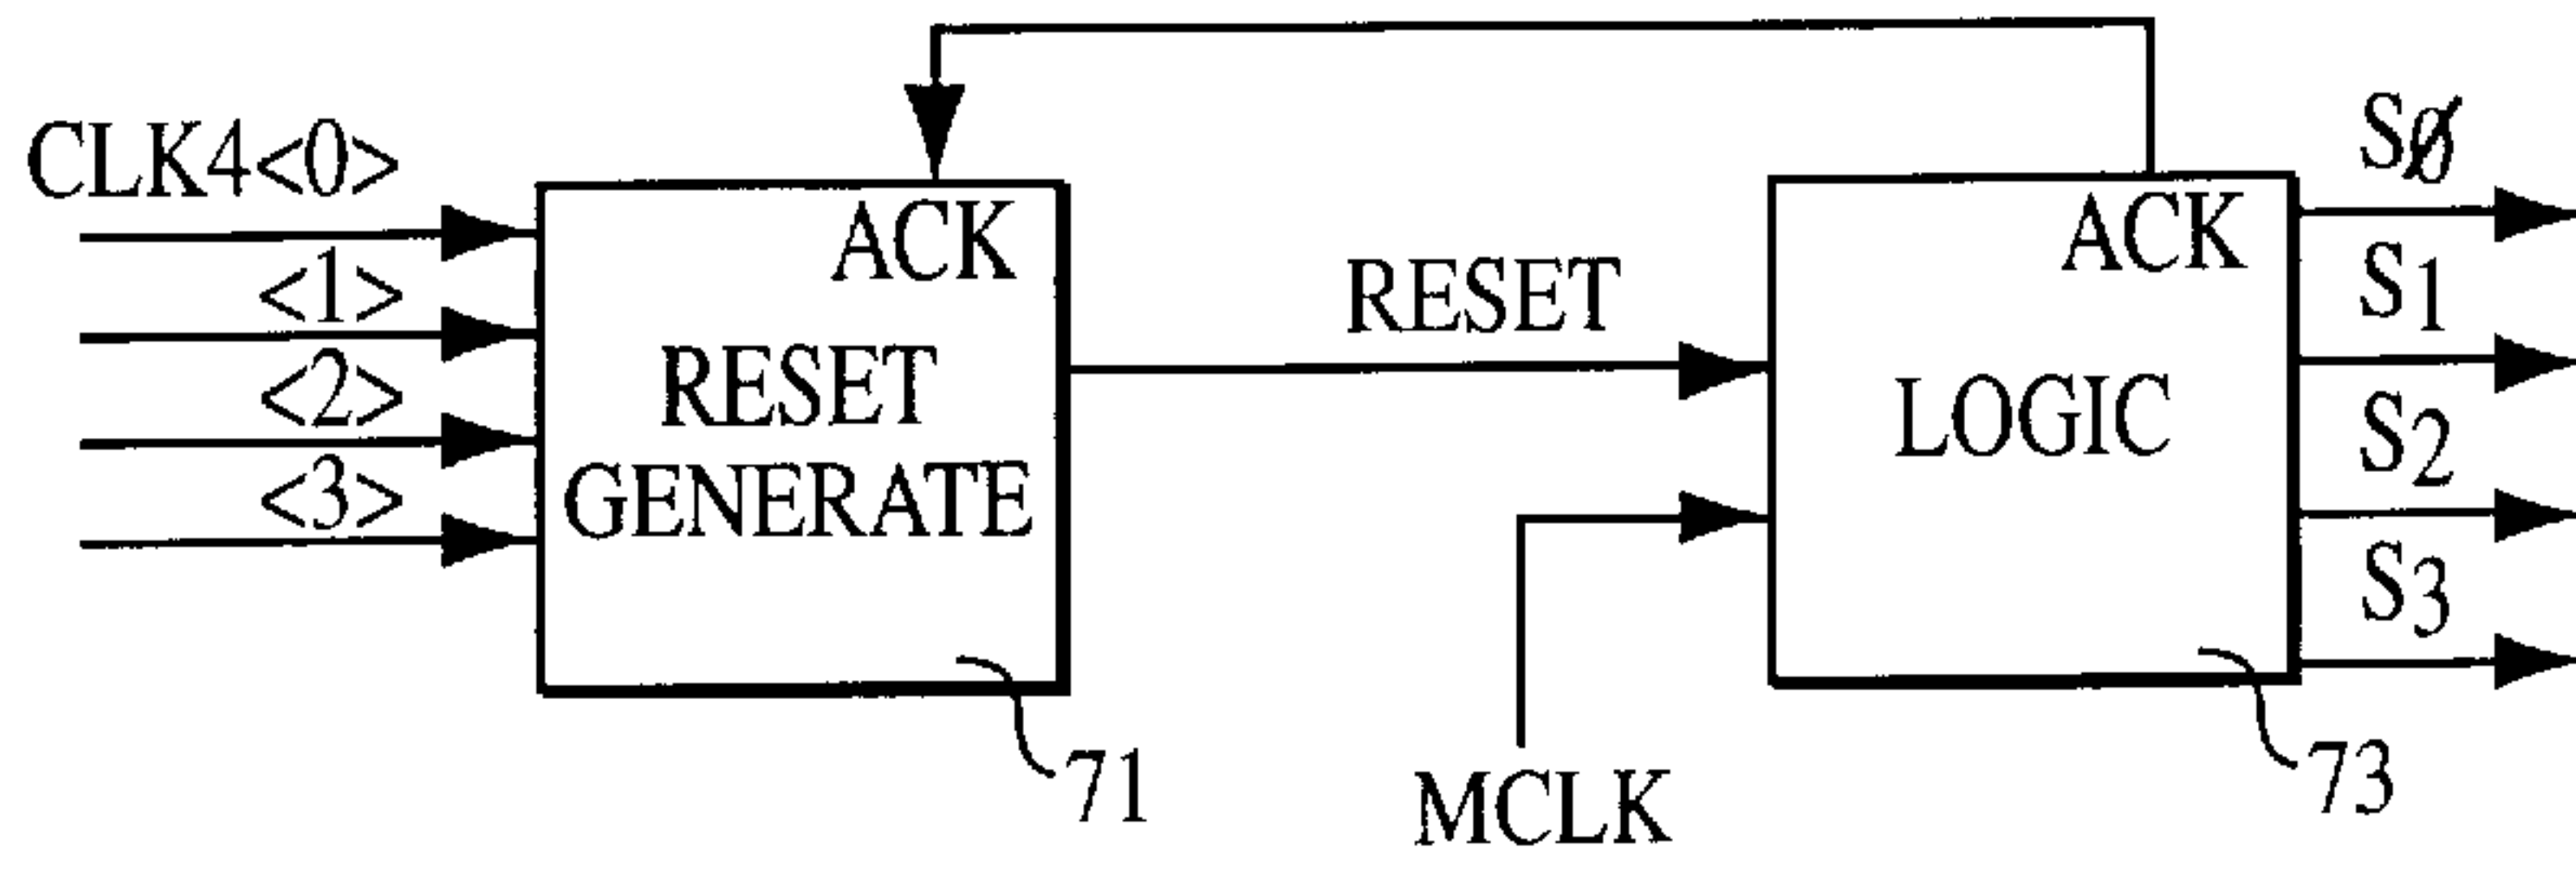 CLK4<0>
<1>
<2>
<3>
ACK
RESET
GENERATE
71
RESET
MCLK
ACK
LOGIC
73
SØ
S1
S2
S3